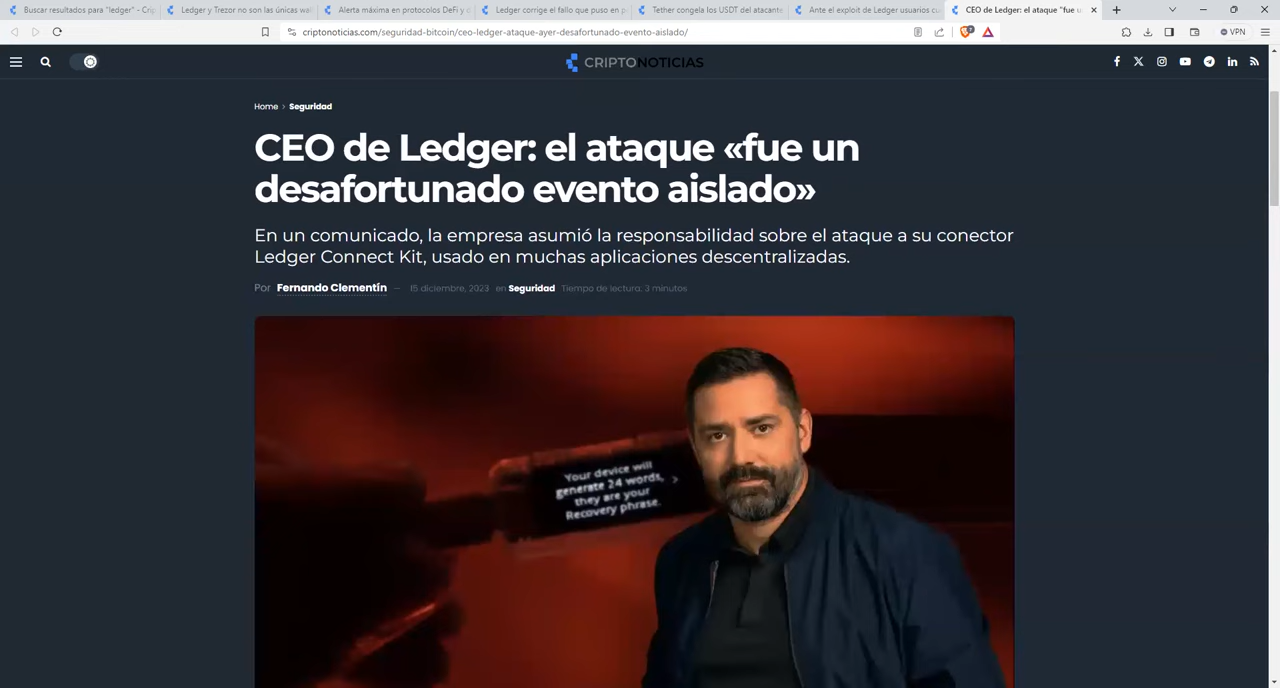 Buscar resultados para "ledger" - Crip
Ledger y Trezor no son las únicas wal
Alerta máxima en protocolos DeFi y d
Ledger corrige el fallo que puso en p
Tether congela los USDT del atacante
Ante el exploit de Ledger usuarios cu
CEO de Ledger: el ataque "fue u
criptonoticias.com/seguridad-bitcoin/ceo-ledger-ataque-ayer-desafortunado-evento-aislado/
VPN
CRIPTONOTICIAS
Home > Seguridad
CEO de Ledger: el ataque «fue un
desafortunado evento aislado»
En un comunicado, la empresa asumió la responsabilidad sobre el ataque a su conector
Ledger Connect Kit, usado en muchas aplicaciones descentralizadas.
Por Fernando Clementín — 15 diciembre, 2023 en Seguridad Tiempo de lectura: 3 minutos
Your device will
generate 24 words,
they are your
Recovery phrase.